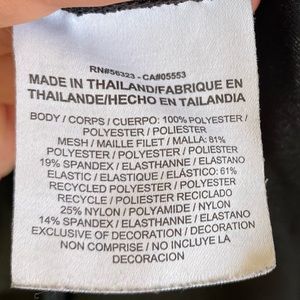 RN#56323 - CA#05553
MADE IN THAILAND/FABRIQUE EN
THAILANDE/HECHO EN TAILANDIA
BODY / CORPS / CUERPO: 100% POLYESTER
/ POLYESTER / POLIESTER
MESH / MAILLE FILET / MALLA: 81%
POLYESTER / POLYESTER / POLIESTER
19% SPANDEX / ELASTHANNE / ELASTANO
ELASTIC / ELASTIQUE / ELÁSTICO: 61%
RECYCLED POLYESTER / POLYESTER
RECYCLE / POLIESTER RECICLADO
25% NYLON / POLYAMIDE / NYLON
14% SPANDEX / ELASTHANNE / ELASTANO
EXCLUSIVE OF DECORATION / DECORATION
NON COMPRISE / NO INCLUYE LA
DECORACION